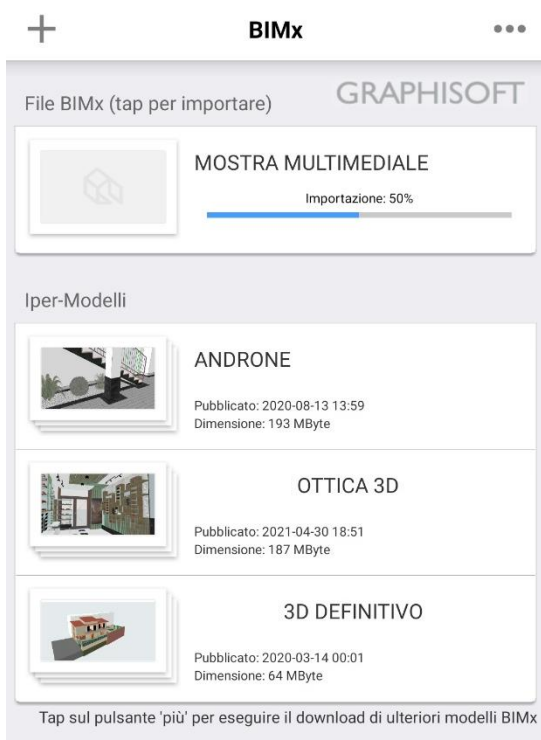 BIMx
GRAPHISOFT
File BIMx (tap per importare)
MOSTRA MULTIMEDIALE
Importazione: 50%
Iper-Modelli
ANDRONE
Pubblicato: 2020-08-13 13:59
Dimensione: 193 MByte
OTTICA 3D
Pubblicato: 2021-04-30 18:51
Dimensione: 187 MByte
3D DEFINITIVO
Pubblicato: 2020-03-14 00:01
Dimensione: 64 MByte
Tap sul pulsante 'più' per eseguire il download di ulteriori modelli BIMx